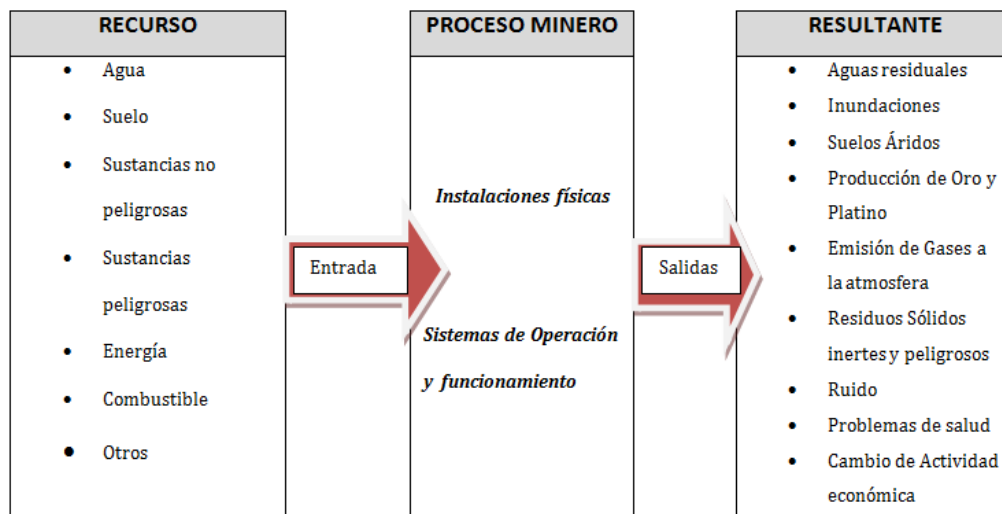 RECURSO
Agua
Suelo
Sustancias no
peligrosas
Sustancias
peligrosas
Energía
Combustible
Otros
Entrada
PROCESO MINERO
Instalaciones físicas
Sistemas de Operación
y funcionamiento
Salidas
RESULTANTE
Aguas residuales
Inundaciones
Suelos Áridos
Producción de Oro y
Platino
Emisión de Gases a
la atmosfera
Residuos Sólidos
inertes y peligrosos
Ruido
Problemas de salud
Cambio de Actividad
económica